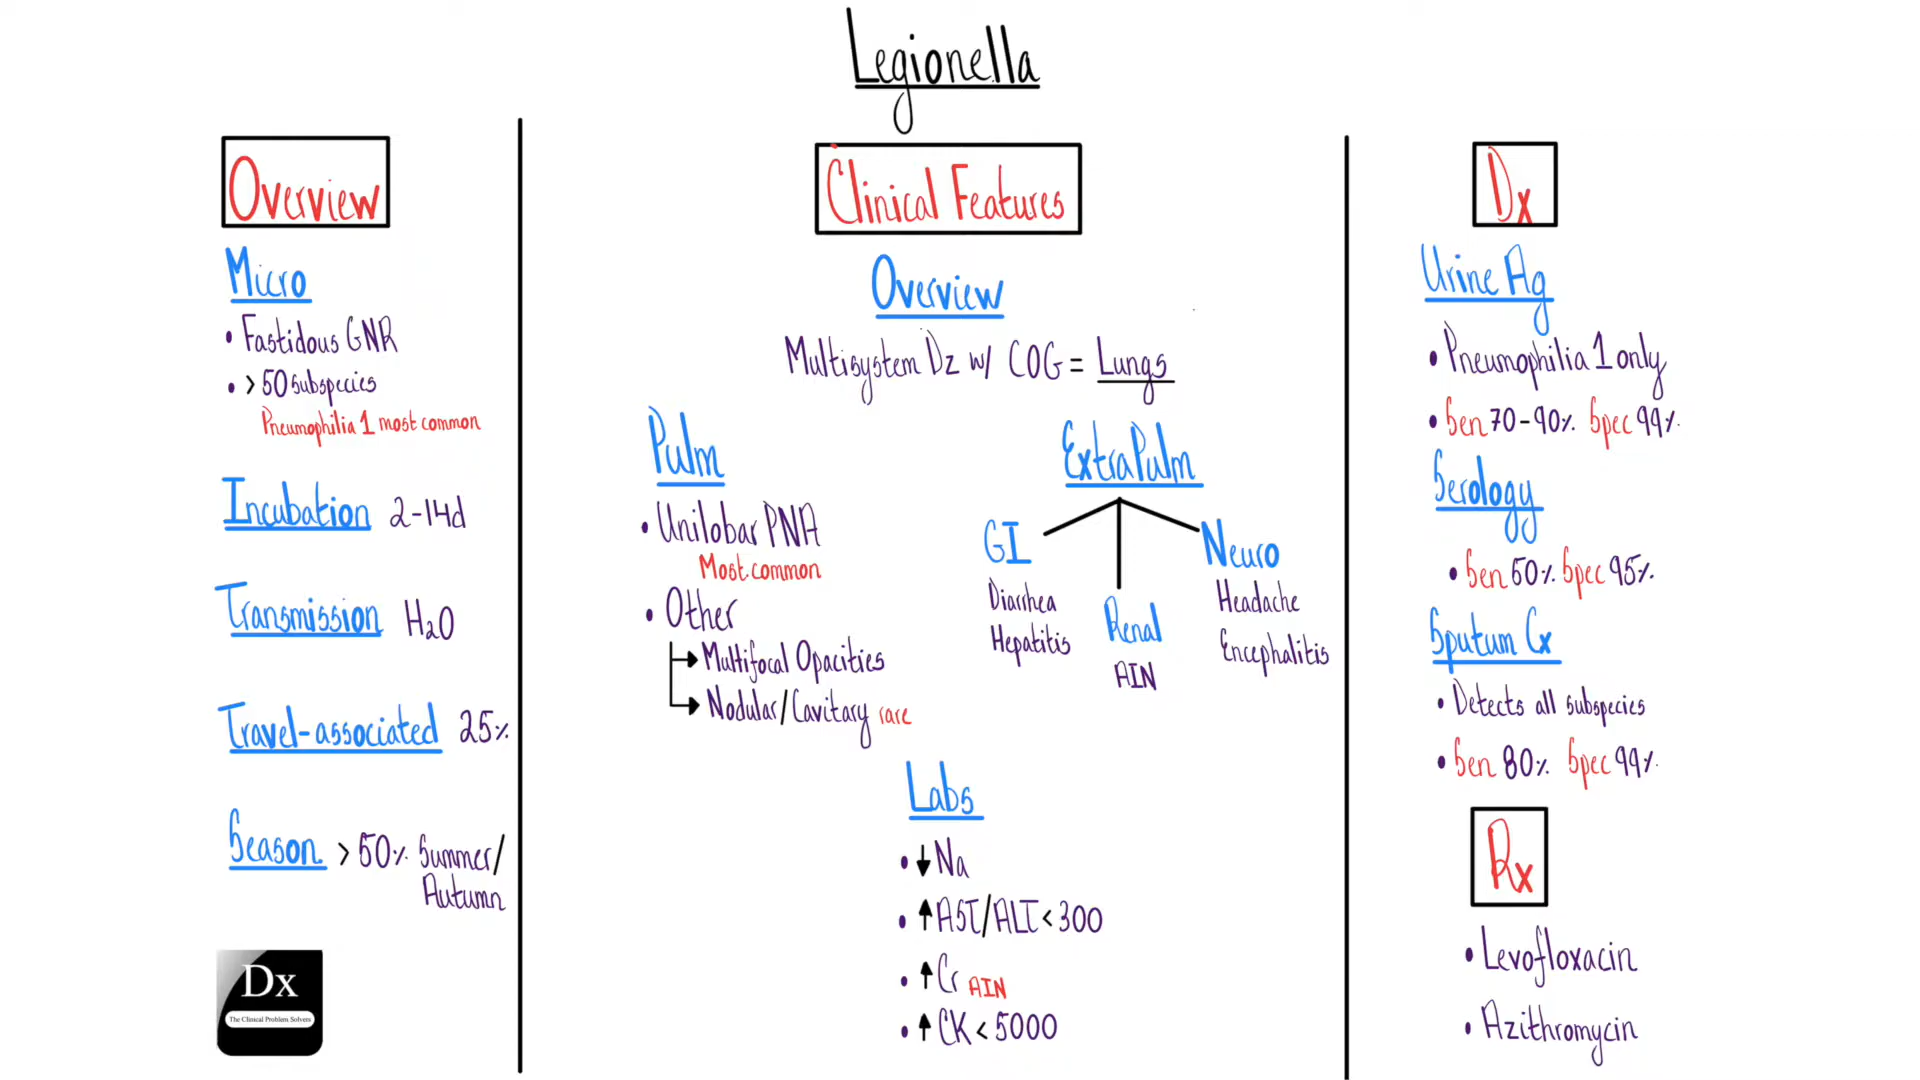 Legionella
Overview
Micro
• Fastidous GNR
• > 50 subspecies
Pneumophilia 1 most common
Incubation 2-14d
Transmission H2O
Travel-associated 25%
Season > 50% Summer/
Autumn
Dx
The Clinical Problem Solvers
Clinical Features
Overview
Multisystem Dz w/ COG = Lungs
Pulm
• Unilobar PNA
Most common
• Other
Multifocal Opacities
Nodular/Cavitary rare
ExtraPulm
GI
Diarrhea
Hepatitis
Renal
AIN
Neuro
Headache
Encephalitis
Labs
• ↓ Na
• ↑ AST/ALT < 300
• ↑ Cr AIN
• ↑ CK < 5000
Dx
Urine Ag
• Pneumophilia 1 only
• Sen 70-90% Spec 99%
Serology
• Sen 60% Spec 95%
Sputum Cx
• Detects all subspecies
• Sen 80% Spec 99%
Rx
• Levofloxacin
• Azithromycin